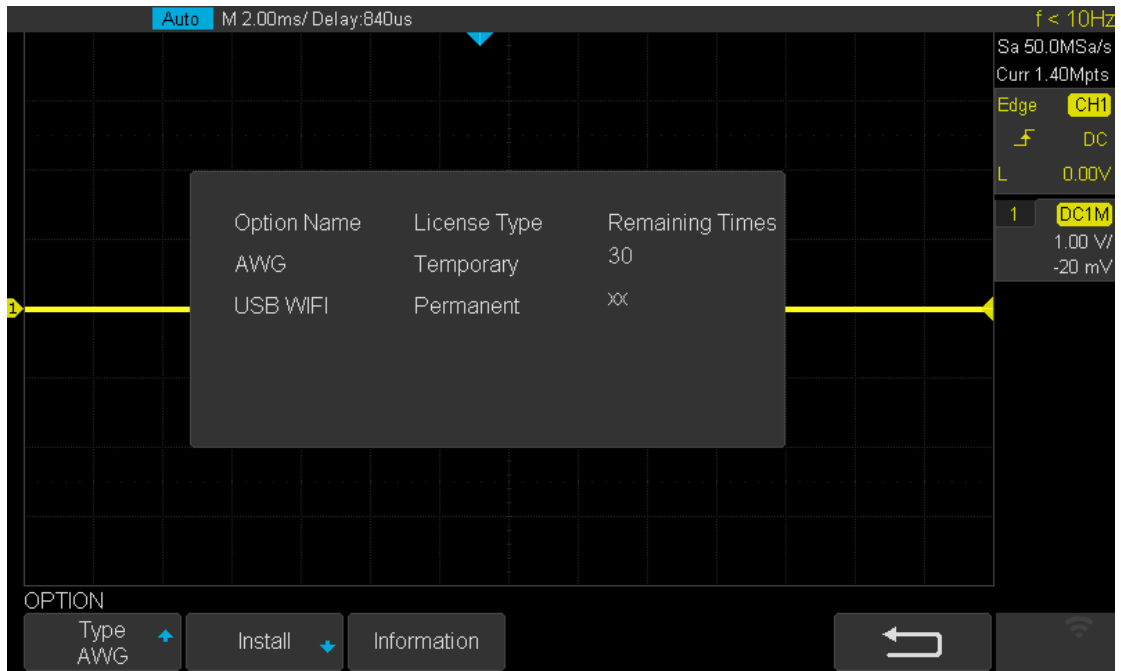 Auto M 2.00ms/ Delay:840us f < 10Hz
Sa 50.0MSa/s
Curr 1.40Mpts
Edge CH1
DC
L 0.00V
1 DC1M
1.00 V/
-20 mV
Option Name License Type Remaining Times
AWG Temporary 30
USB WIFI Permanent xx
1
OPTION
Type
AWG
Install
Information